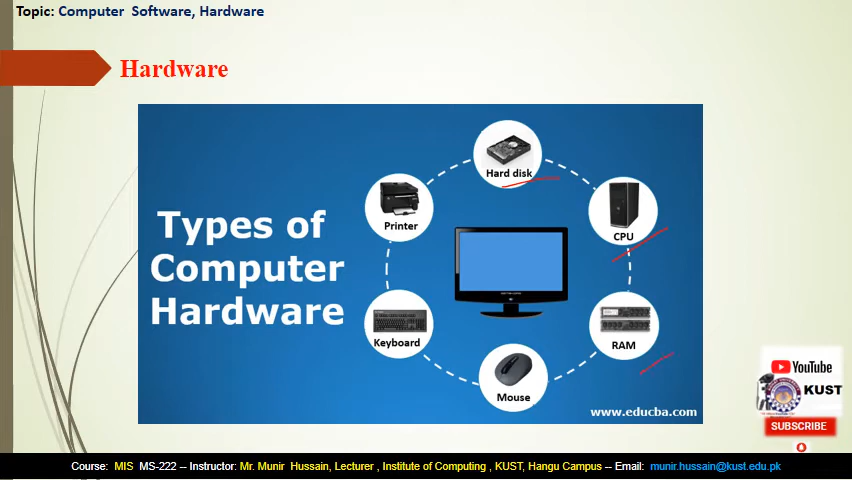 Topic: Computer Software, Hardware
Hardware
Types of
Computer
Hardware
Hard disk
Printer
CPU
Keyboard
RAM
Mouse
www.educba.com
YouTube
KUST
SUBSCRIBE
Course: MIS MS-222 -- Instructor: Mr. Munir Hussain, Lecturer , Institute of Computing , KUST, Hangu Campus -- Email: munir.hussain@kust.edu.pk